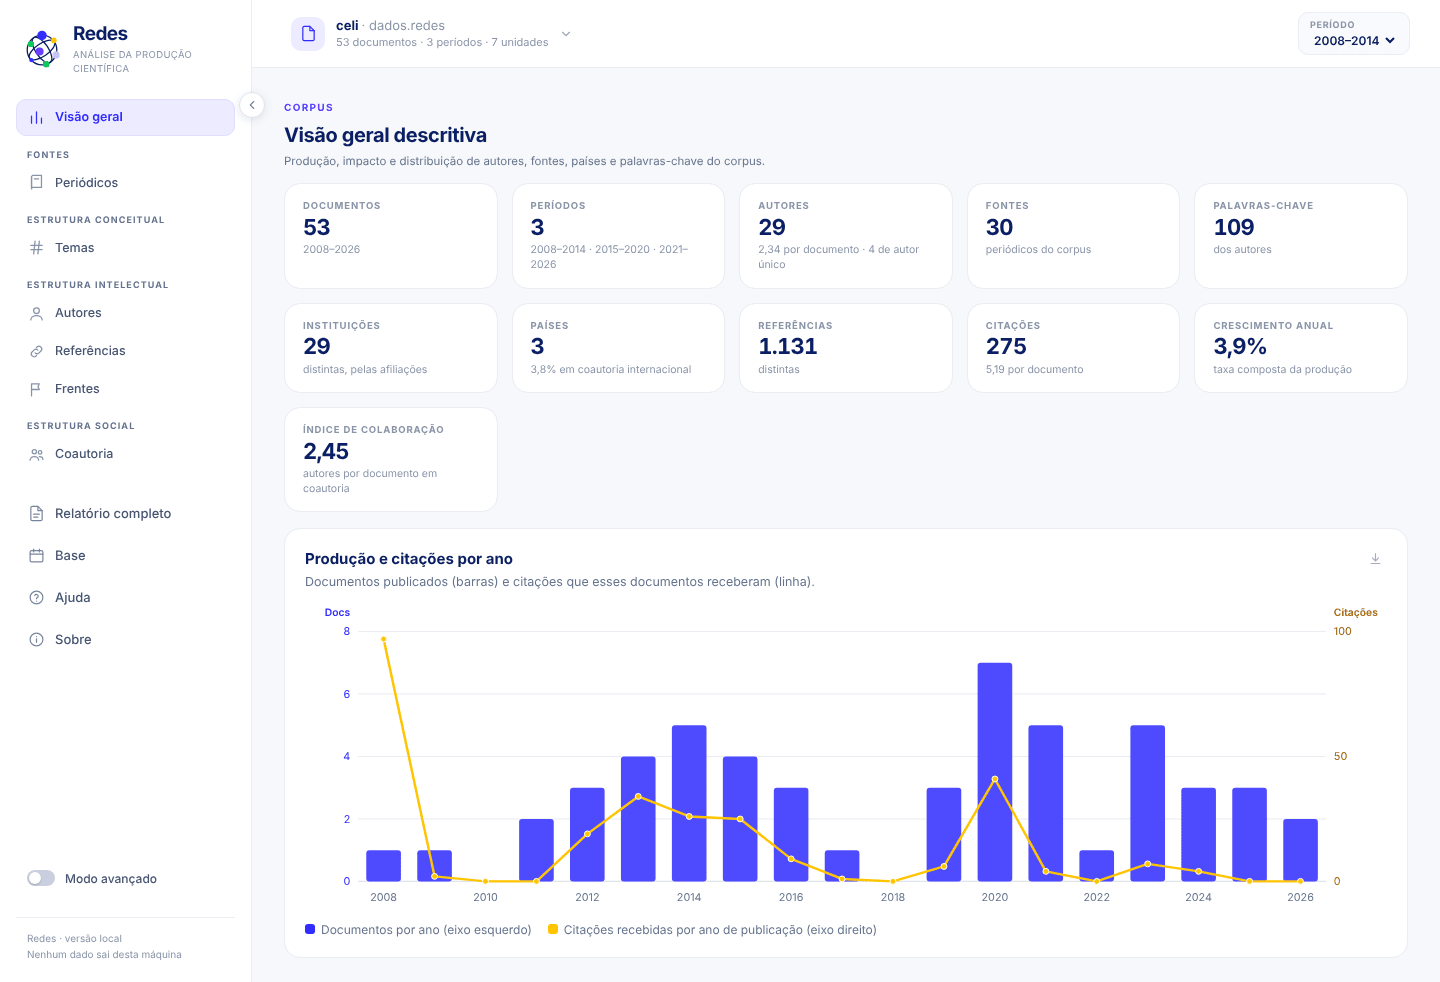 Redes
ANÁLISE DA PRODUÇÃO
CIENTÍFICA
Visão geral
FONTES
Periódicos
ESTRUTURA CONCEITUAL
Temas
ESTRUTURA INTELECTUAL
Autores
Referências
Frentes
ESTRUTURA SOCIAL
Coautoria
Relatório completo
Base
Ajuda
Sobre
Modo avançado
Redes · versão local
Nenhum dado sai desta máquina
celi · dados.redes
53 documentos · 3 períodos · 7 unidades
PERÍODO
2008–2014
CORPUS
Visão geral descritiva
Produção, impacto e distribuição de autores, fontes, países e palavras-chave do corpus.
DOCUMENTOS
53
2008–2026
PERÍODOS
3
2008–2014 · 2015–2020 · 2021–
2026
AUTORES
29
2,34 por documento · 4 de autor
único
FONTES
30
periódicos do corpus
PALAVRAS-CHAVE
109
dos autores
INSTITUIÇÕES
29
distintas, pelas afiliações
PAÍSES
3
3,8% em coautoria internacional
REFERÊNCIAS
1.131
distintas
CITAÇÕES
275
5,19 por documento
CRESCIMENTO ANUAL
3,9%
taxa composta da produção
ÍNDICE DE COLABORAÇÃO
2,45
autores por documento em
coautoria
Produção e citações por ano
Documentos publicados (barras) e citações que esses documentos receberam (linha).
Docs
Citações
8
100
6
4
50
2
0
0
2008 2010 2012 2014 2016 2018 2020 2022 2024 2026
Documentos por ano (eixo esquerdo)
Citações recebidas por ano de publicação (eixo direito)